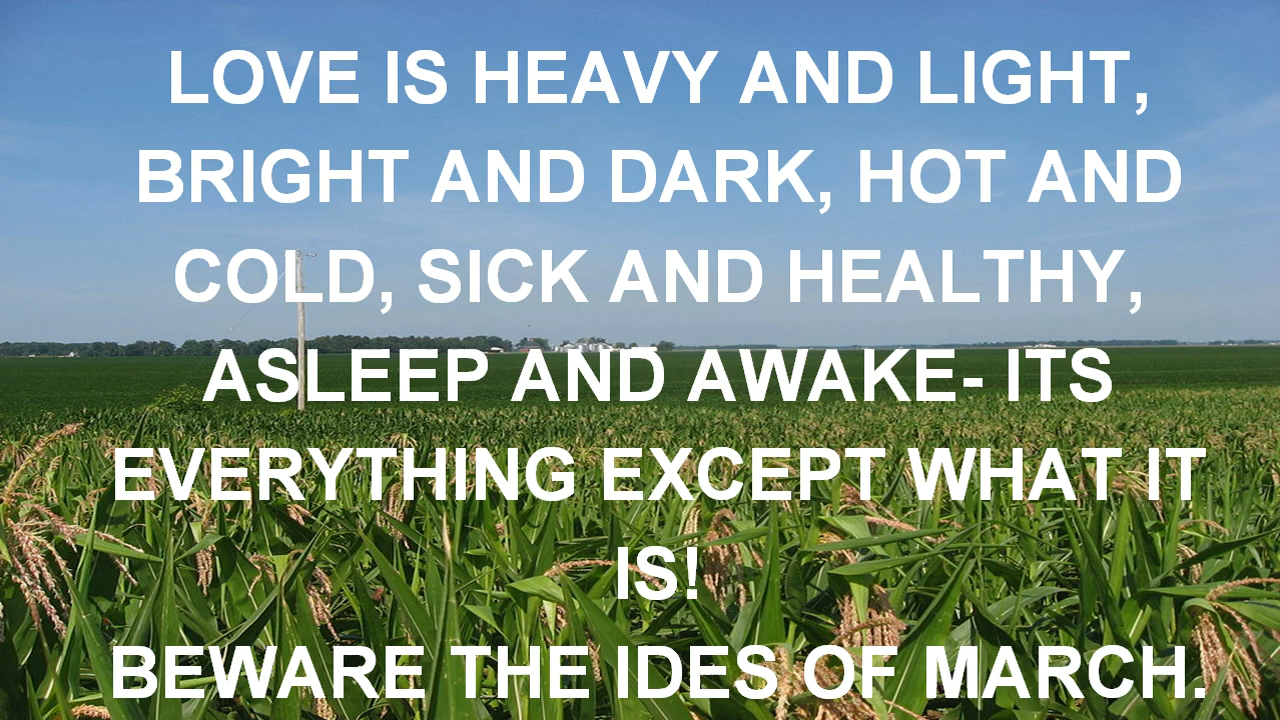 LOVE IS HEAVY AND LIGHT,
BRIGHT AND DARK, HOT AND
COLD, SICK AND HEALTHY,
ASLEEP AND AWAKE- ITS
EVERYTHING EXCEPT WHAT IT
IS!
BEWARE THE IDES OF MARCH.